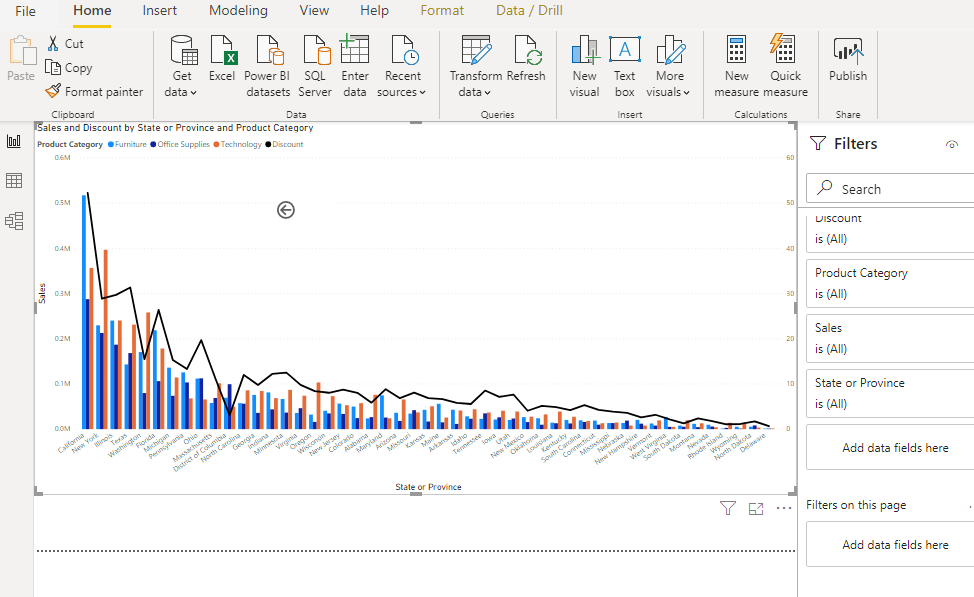 File Home Insert Modeling View Help Format Data / Drill
Paste
Cut
Copy
Format painter
Get data
Excel
Power BI datasets
SQL Server
Enter data
Recent sources
Transform data
Refresh
New visual
Text box
More visuals
New measure
Quick measure
Publish
Clipboard Data Queries Insert Calculations Share
Sales and Discount by State or Province and Product Category
Product Category Furniture Office Supplies Technology Discount
0.6M 60
0.5M 50
0.4M 40
0.3M 30
0.2M 20
0.1M 10
0.0M 0
Sales
California
New York
Illinois
Texas
Washington
Florida
Michigan
Pennsylvania
Ohio
Massachusetts
District of Columbia
North Carolina
Georgia
Indiana
Minnesota
Virginia
Oregon
Wisconsin
New Jersey
Colorado
Alabama
Maryland
Arizona
Missouri
Kansas
Maine
Arkansas
Idaho
Tennessee
Iowa
Utah
New Mexico
Oklahoma
Louisiana
Kentucky
South Carolina
Connecticut
Mississippi
Nebraska
New Hampshire
Vermont
West Virginia
South Dakota
Montana
Nevada
Rhode Island
Wyoming
North Dakota
Delaware
State or Province
Filters
Search
Discount
is (All)
Product Category
is (All)
Sales
is (All)
State or Province
is (All)
Add data fields here
Filters on this page
Add data fields here